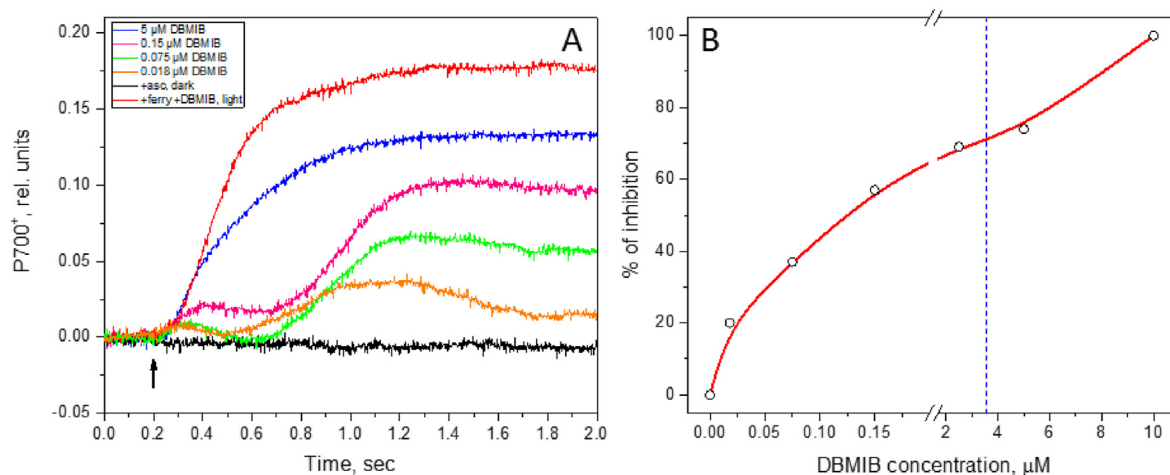 A
5 µM DBMIB
0.15 µM DBMIB
0.075 µM DBMIB
0.018 µM DBMIB
+asc, dark
+ferry +DBMIB, light
P700⁺, rel. units
0.20
0.15
0.10
0.05
0.00
-0.05
0.0 0.2 0.4 0.6 0.8 1.0 1.2 1.4 1.6 1.8 2.0
Time, sec
B
% of inhibition
100
80
60
40
20
0
0.00 0.05 0.10 0.15 2 4 6 8 10
DBMIB concentration, µM